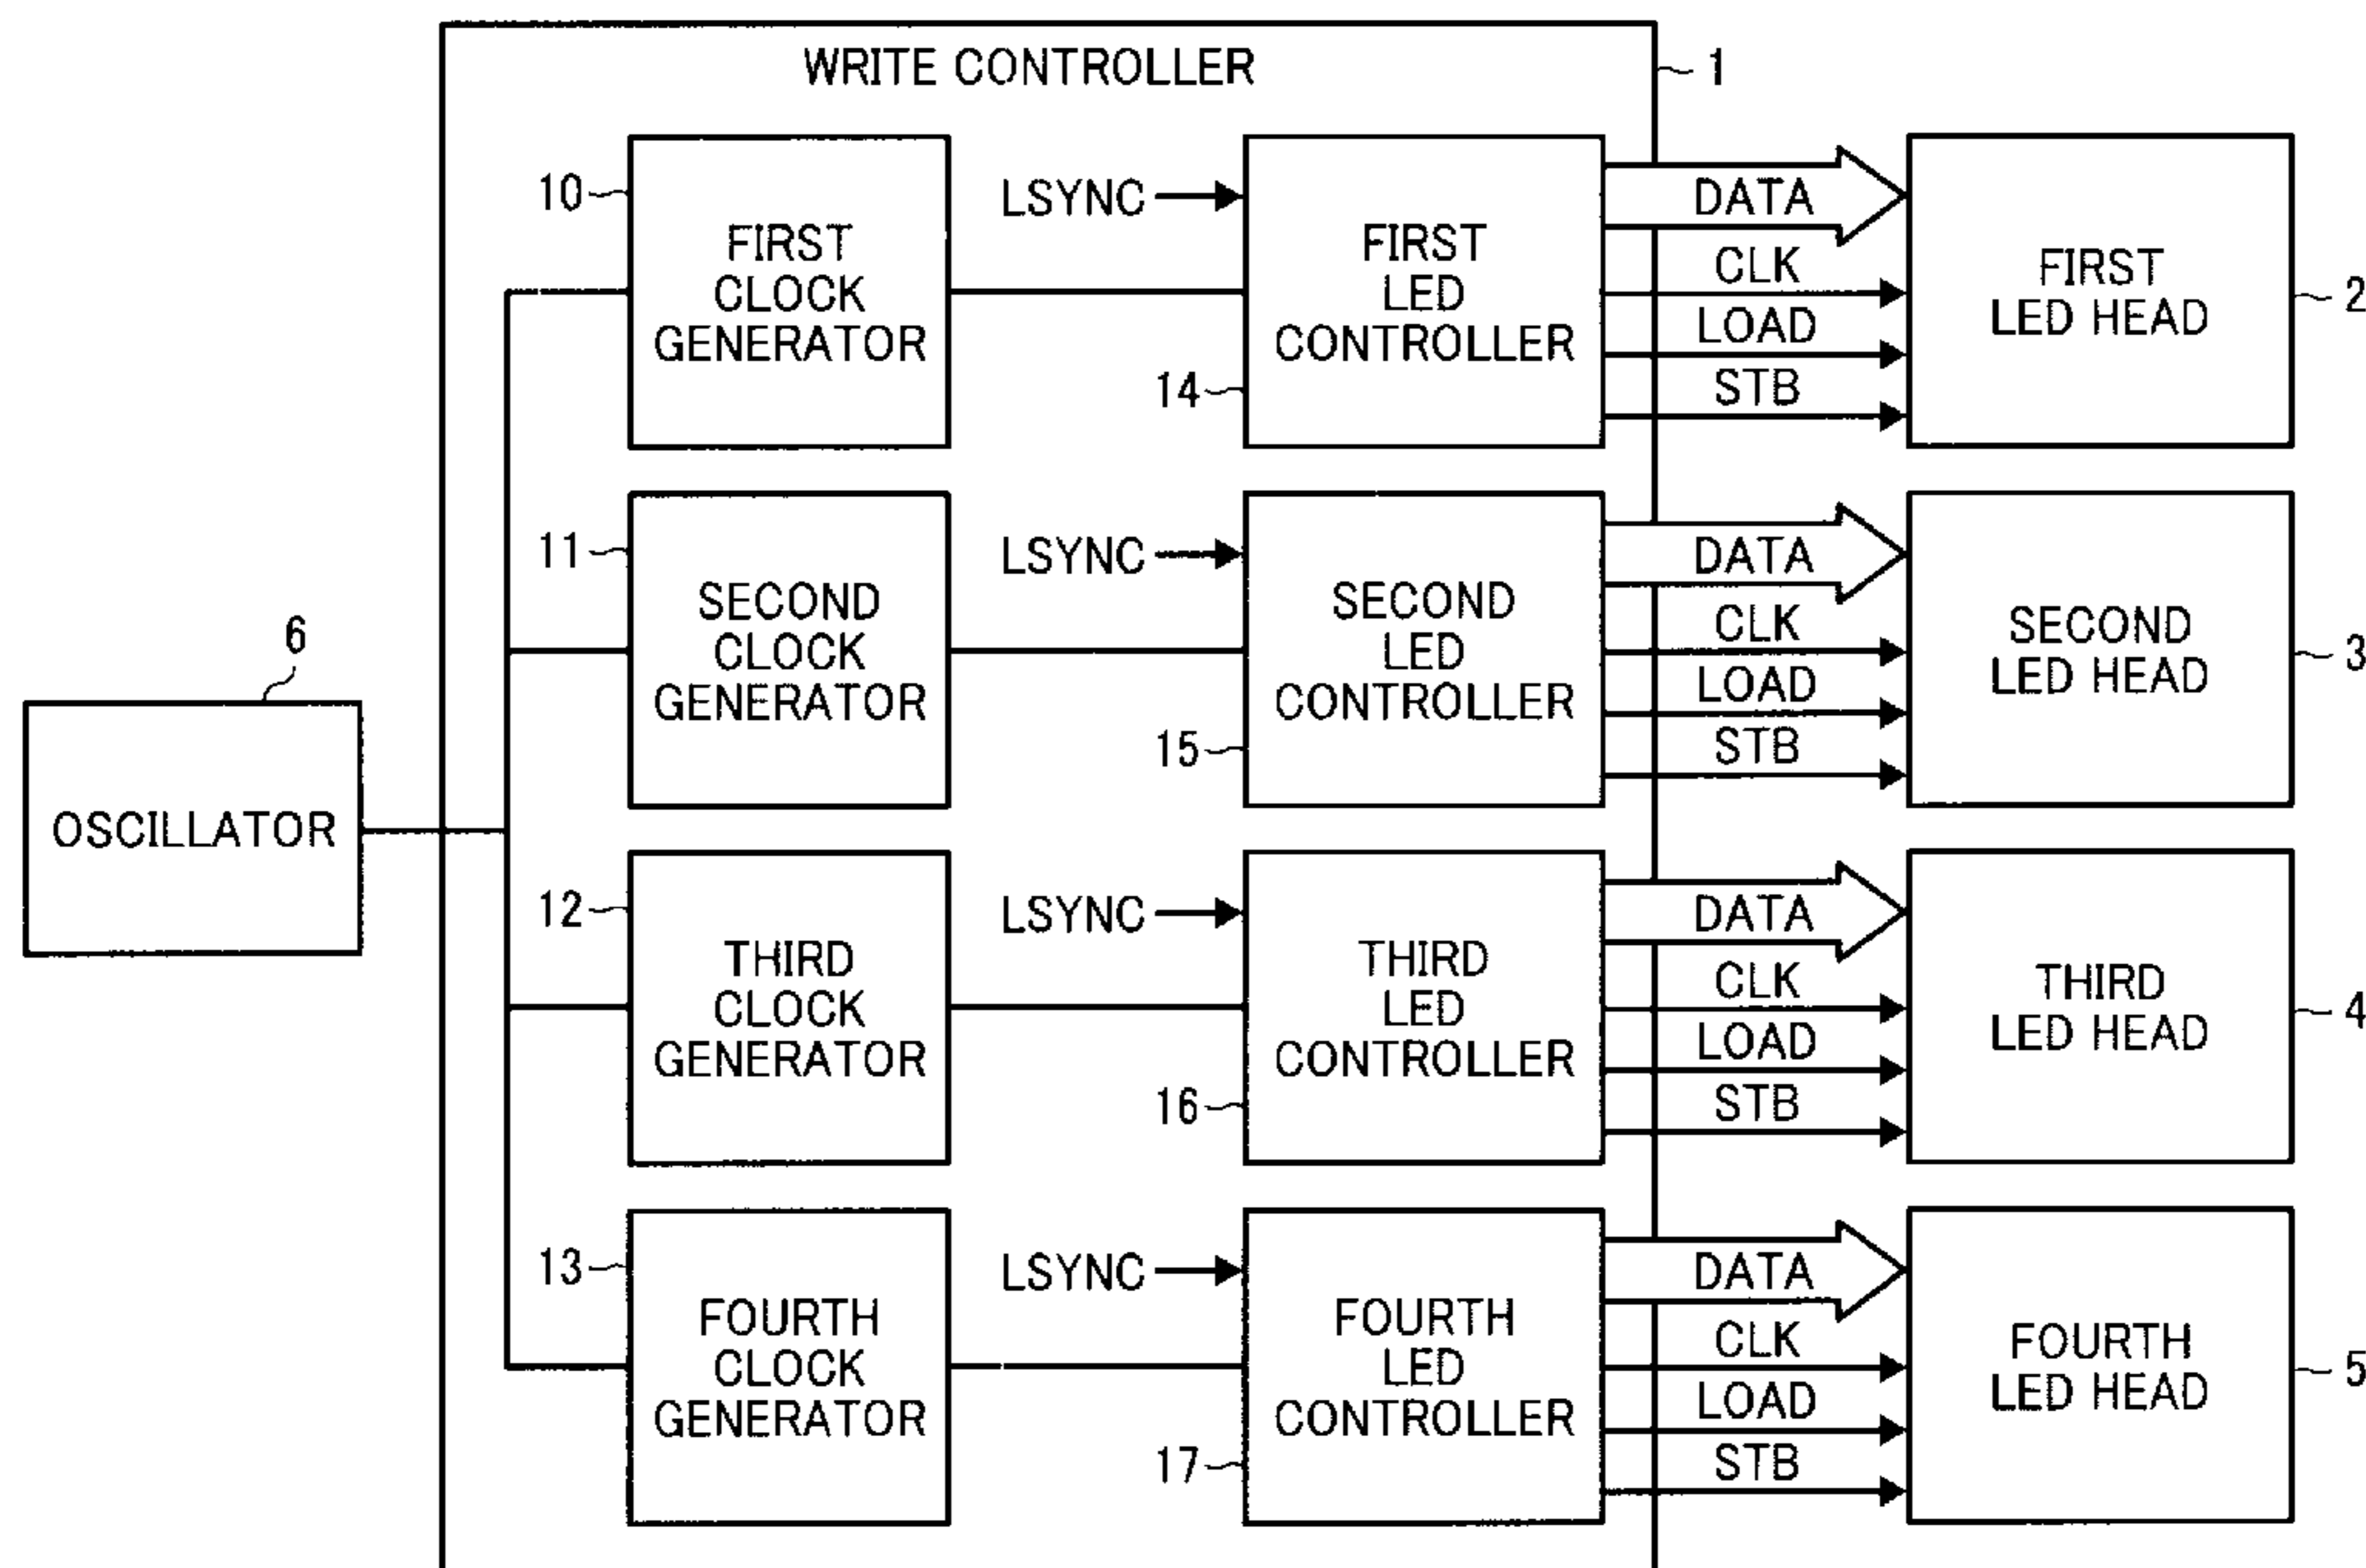 WRITE CONTROLLER
1
10
FIRST
CLOCK
GENERATOR
LSYNC
FIRST
LED
CONTROLLER
14
DATA
CLK
LOAD
STB
FIRST
LED HEAD
2
11
SECOND
CLOCK
GENERATOR
LSYNC
SECOND
LED
CONTROLLER
15
DATA
CLK
LOAD
STB
SECOND
LED HEAD
3
6
OSCILLATOR
12
THIRD
CLOCK
GENERATOR
LSYNC
THIRD
LED
CONTROLLER
16
DATA
CLK
LOAD
STB
THIRD
LED HEAD
4
13
FOURTH
CLOCK
GENERATOR
LSYNC
FOURTH
LED
CONTROLLER
17
DATA
CLK
LOAD
STB
FOURTH
LED HEAD
5